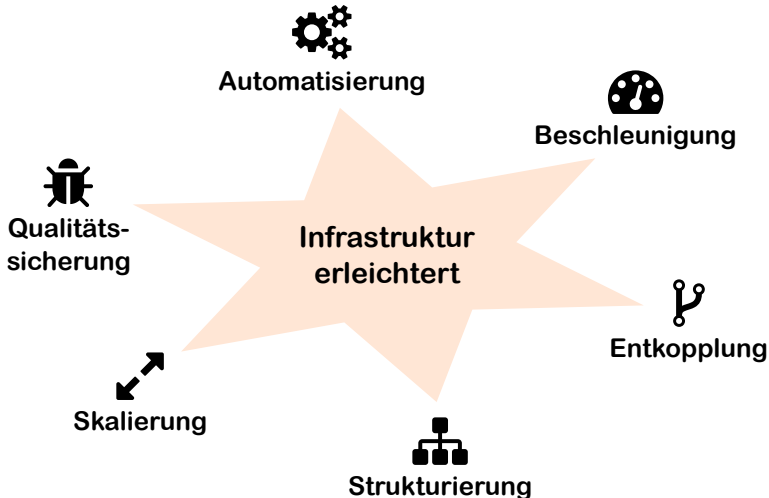 Automatisierung
Beschleunigung
Qualitäts-
sicherung
Infrastruktur
erleichtert
Entkopplung
Skalierung
Strukturierung